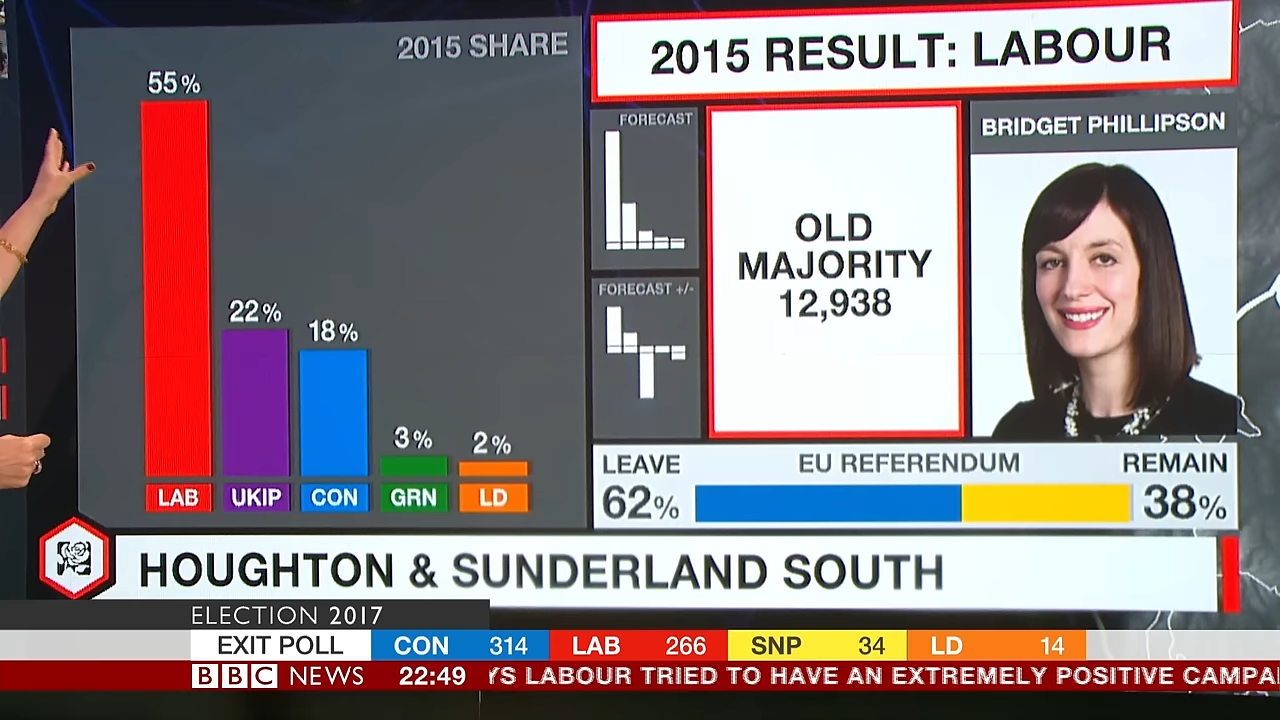 2015 SHARE
55%
22%
18%
3%
2%
LAB
UKIP
CON
GRN
LD
2015 RESULT: LABOUR
FORECAST
FORECAST +/-
OLD
MAJORITY
12,938
BRIDGET PHILLIPSON
LEAVE
EU REFERENDUM
REMAIN
62%
38%
HOUGHTON & SUNDERLAND SOUTH
ELECTION 2017
EXIT POLL CON 314 LAB 266 SNP 34 LD 14
BBC NEWS 22:49 YS LABOUR TRIED TO HAVE AN EXTREMELY POSITIVE CAMPA